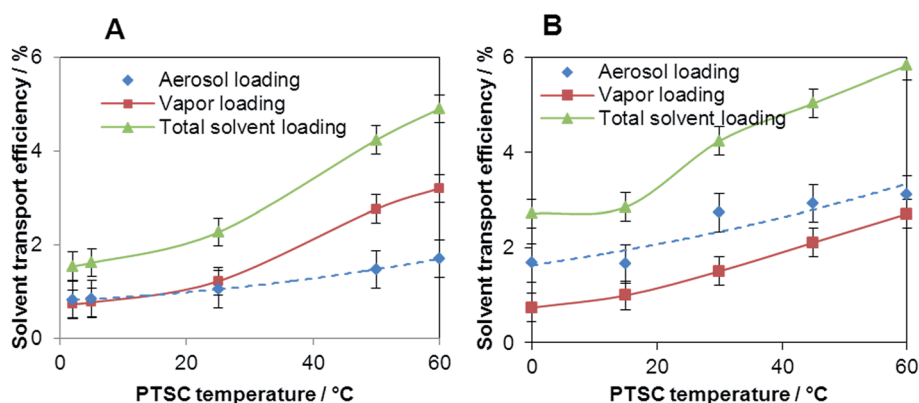 A
Solvent transport efficiency / %
6
4
2
0
Aerosol loading
Vapor loading
Total solvent loading
0
20
40
60
PTSC temperature / °C
B
Solvent transport efficiency / %
6
4
2
0
Aerosol loading
Vapor loading
Total solvent loading
0
20
40
60
PTSC temperature / °C